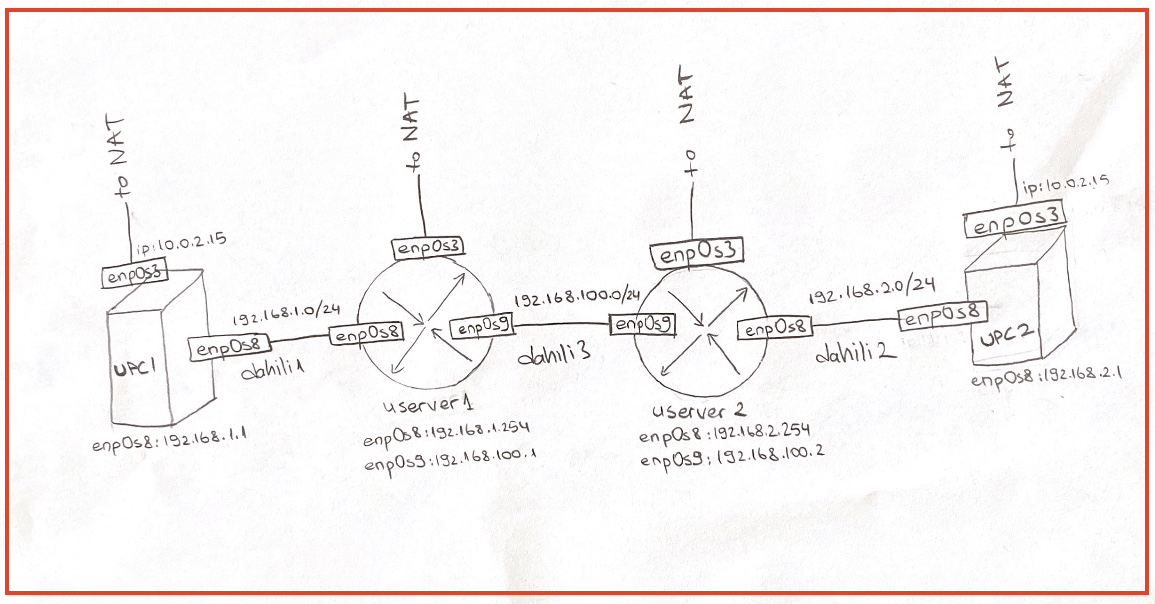 to NAT
to NAT
to NAT
to NAT
ip:10.0.2.15
enp0s3
UPC1
192.168.1.0/24
enp0s8
dahili1
enp0s8:192.168.1.1
enp0s3
enp0s8
enp0s9
userver1
enp0s8:192.168.1.254
enp0s9:192.168.100.1
192.168.100.0/24
dahili3
enp0s3
enp0s9
enp0s8
userver 2
enp0s8:192.168.2.254
enp0s9:192.168.100.2
192.168.2.0/24
dahili2
ip:10.0.2.15
enp0s3
enp0s8
UPC2
enp0s8:192.168.2.1